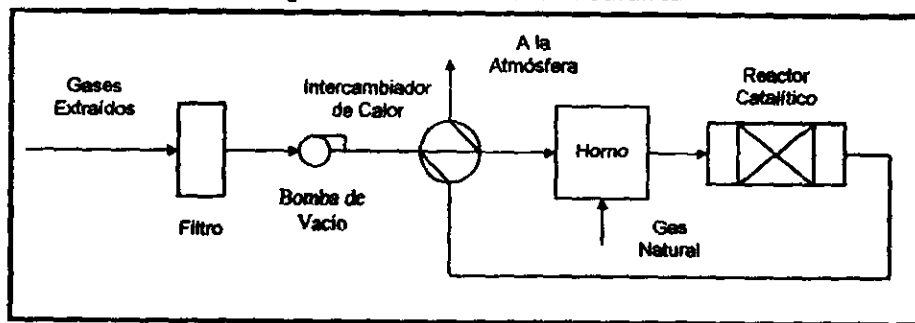 A la
Atmósfera
Gases
Extraídos
Intercambiador
de Calor
Reactor
Catalítico
Horno
Bomba de
Vacío
Filtro
Gas
Natural